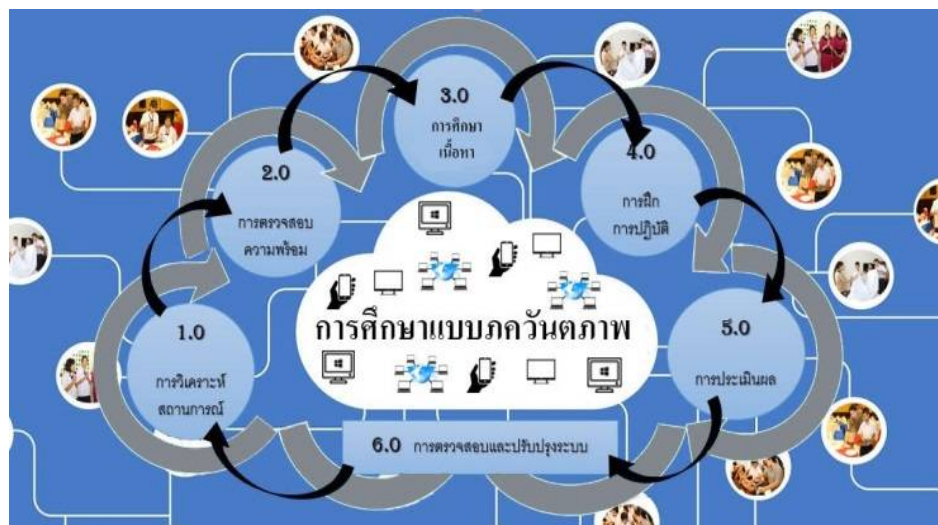 3.0
การศึกษา
เนื้อหา
2.0
การตรวจสอบ
ความพร้อม
4.0
การฝึก
การปฏิบัติ
การศึกษาแบบภควันตภาพ
1.0
การวิเคราะห์
สถานการณ์
5.0
การประเมินผล
6.0 การตรวจสอบและปรับปรุงระบบ